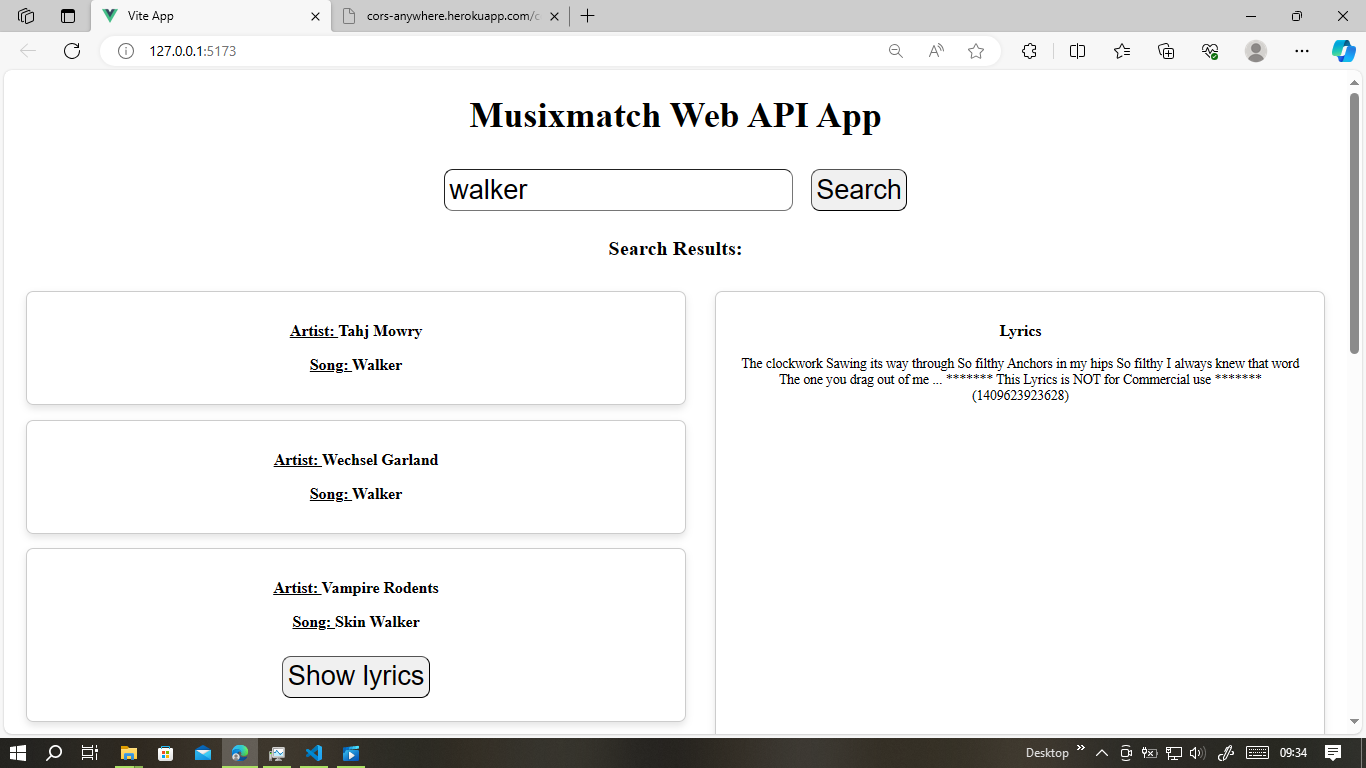 Vite App
cors-anywhere.herokuapp.com/c
127.0.0.1:5173
Musixmatch Web API App
walker
Search
Search Results:
Artist: Tahj Mowry
Song: Walker
Artist: Wechsel Garland
Song: Walker
Artist: Vampire Rodents
Song: Skin Walker
Show lyrics
Lyrics
The clockwork Sawing its way through So filthy Anchors in my hips So filthy I always knew that word
The one you drag out of me ... ******* This Lyrics is NOT for Commercial use *******
(1409623923628)
Desktop
09:34